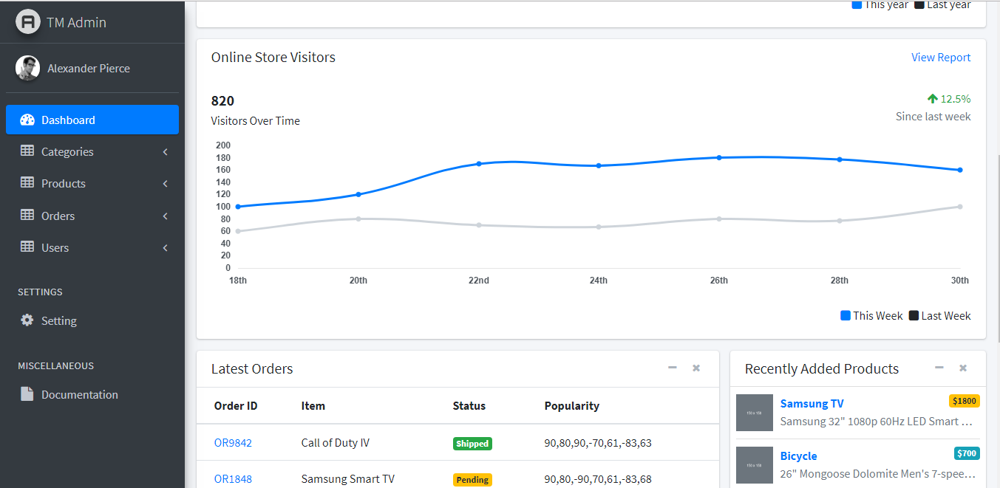 TM Admin
Alexander Pierce
Dashboard
Categories
Products
Orders
Users
SETTINGS
Setting
MISCELLANEOUS
Documentation
This year Last year
Online Store Visitors View Report
820 12.5%
Visitors Over Time Since last week
200
180
160
140
120
100
80
60
40
20
0
18th 20th 22nd 24th 26th 28th 30th
This Week Last Week
Latest Orders
Order ID Item Status Popularity
OR9842 Call of Duty IV Shipped 90,80,90,-70,61,-83,63
OR1848 Samsung Smart TV Pending 90,80,-90,70,61,-83,68
Recently Added Products
150 x 150
Samsung TV $1800
Samsung 32" 1080p 60Hz LED Smart ...
150 x 150
Bicycle $700
26" Mongoose Dolomite Men's 7-spee...